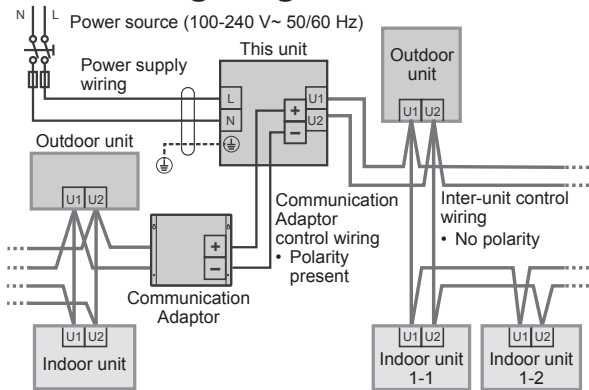 N
L
Power source (100-240 V~ 50/60 Hz)
This unit
Power supply
wiring
L
N
+
−
U1
U2
Outdoor
unit
U1 U2
Outdoor unit
U1 U2
Communication
Adaptor
control wiring
• Polarity
present
Inter-unit control
wiring
• No polarity
+
−
Communication
Adaptor
U1 U2
Indoor unit
U1 U2
Indoor unit
1-1
U1 U2
Indoor unit
1-2